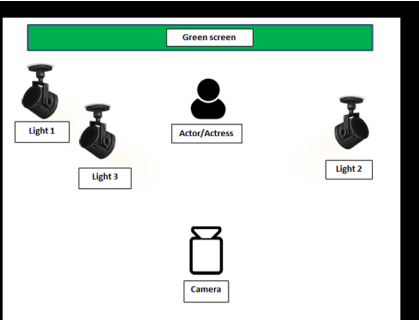 Green screen
Light 1
Actor/Actress
Light 3
Light 2
Camera